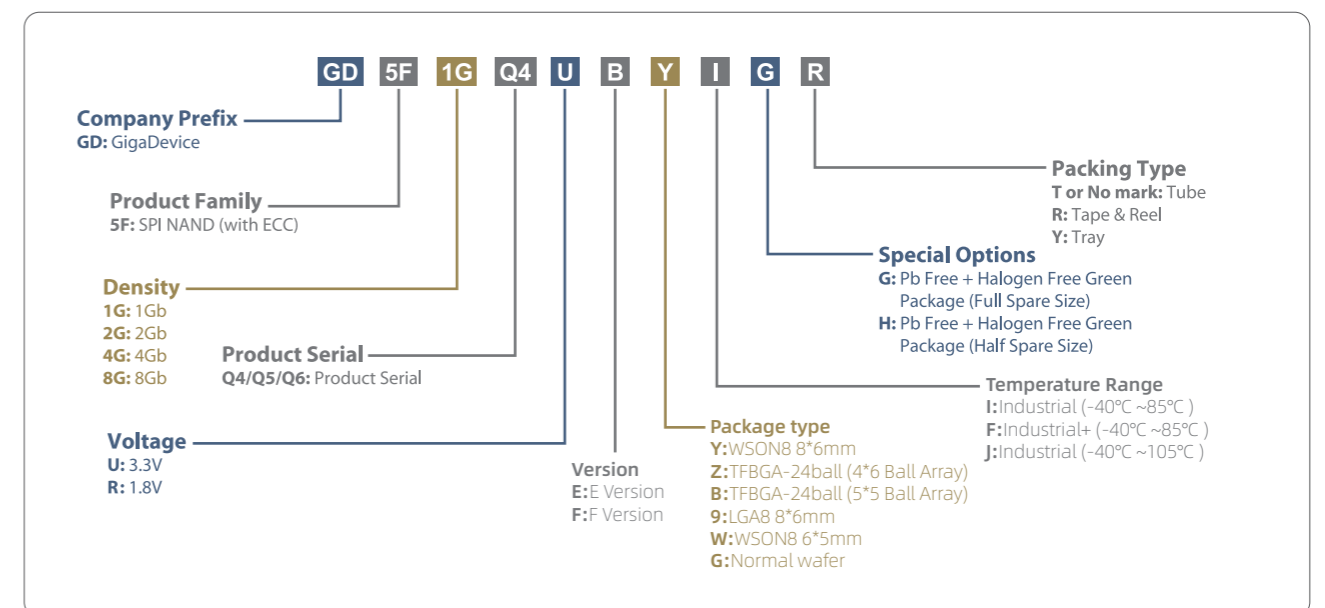 GD 5F 1G Q4 U B Y I G R
Company Prefix
GD: GigaDevice
Product Family
5F: SPI NAND (with ECC)
Density
1G: 1Gb
2G: 2Gb
4G: 4Gb
8G: 8Gb
Product Serial
Q4/Q5/Q6: Product Serial
Voltage
U: 3.3V
R: 1.8V
Version
E:E Version
F:F Version
Package type
Y:WSON8 8*6mm
Z:TFBGA-24ball (4*6 Ball Array)
B:TFBGA-24ball (5*5 Ball Array)
9:LGA8 8*6mm
W:WSON8 6*5mm
G:Normal wafer
Temperature Range
I:Industrial (-40℃ ~85℃ )
F:Industrial+ (-40℃ ~85℃ )
J:Industrial (-40℃ ~105℃ )
Special Options
G: Pb Free + Halogen Free Green
Package (Full Spare Size)
H: Pb Free + Halogen Free Green
Package (Half Spare Size)
Packing Type
T or No mark: Tube
R: Tape & Reel
Y: Tray